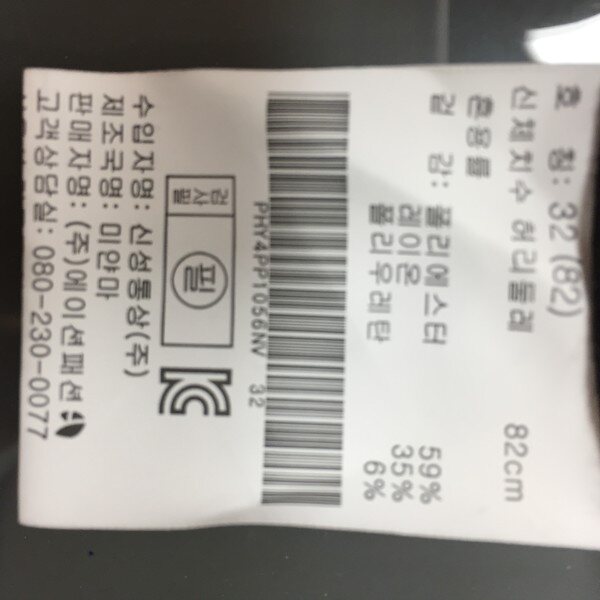 호 칭: 32 (82)
신체치수 허리둘레 82cm
혼용률
겉 감: 폴리에스터 59%
레이온 35%
폴리우레탄 6%
PHY4PP1056NV 32
검사필
필
수입자명: 신성통상(주)
제조국명: 미얀마
판매자명: (주)에이션패션
고객상담실: 080-230-0077